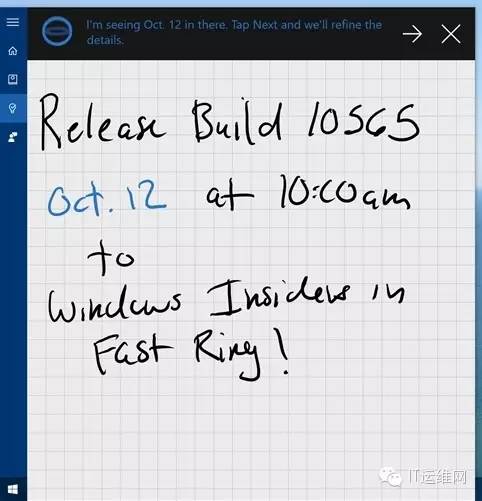 I'm seeing Oct. 12 in there. Tap Next and we'll refine the
details.
Release Build 10565
Oct. 12 at 10:00am
to
Windows Insiders in
Fast Ring!
IT运维网